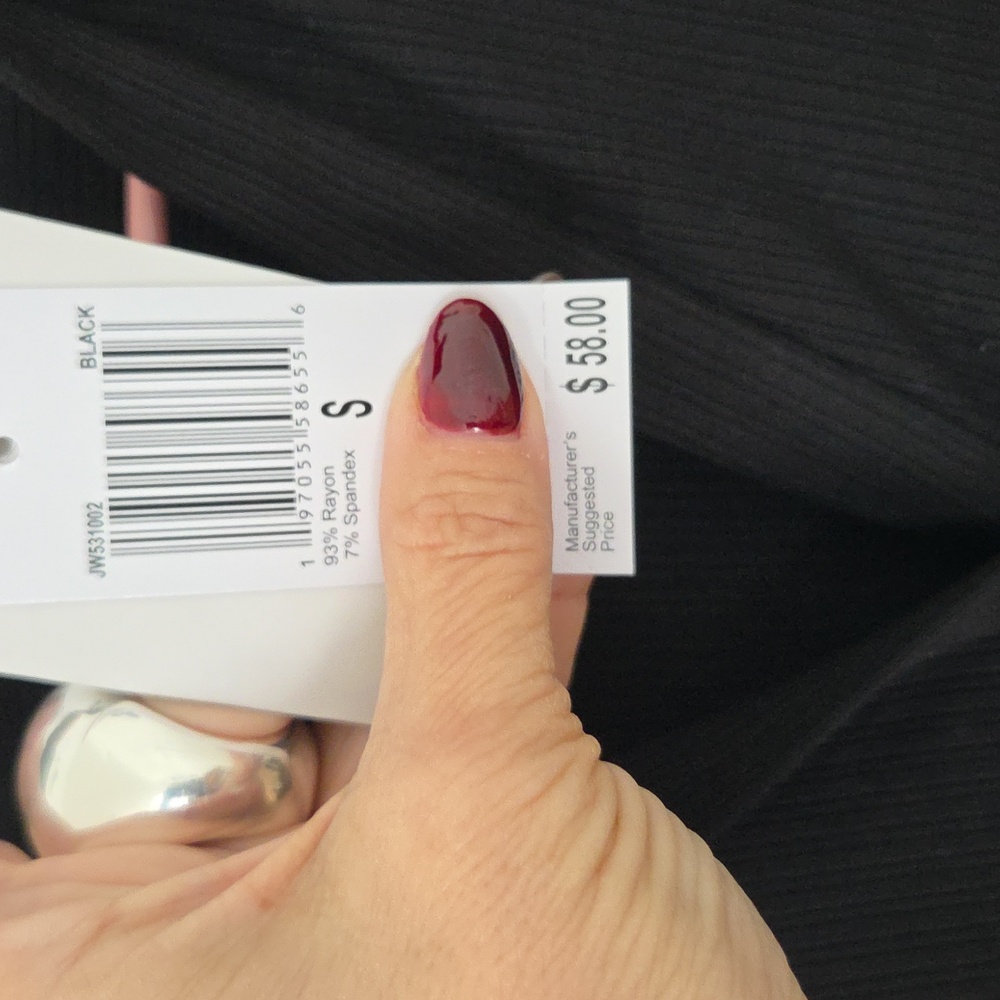 JW531002 BLACK
1 97055 58655 6
93% Rayon
7% Spandex
S
Manufacturer's
Suggested
Price
$ 58.00